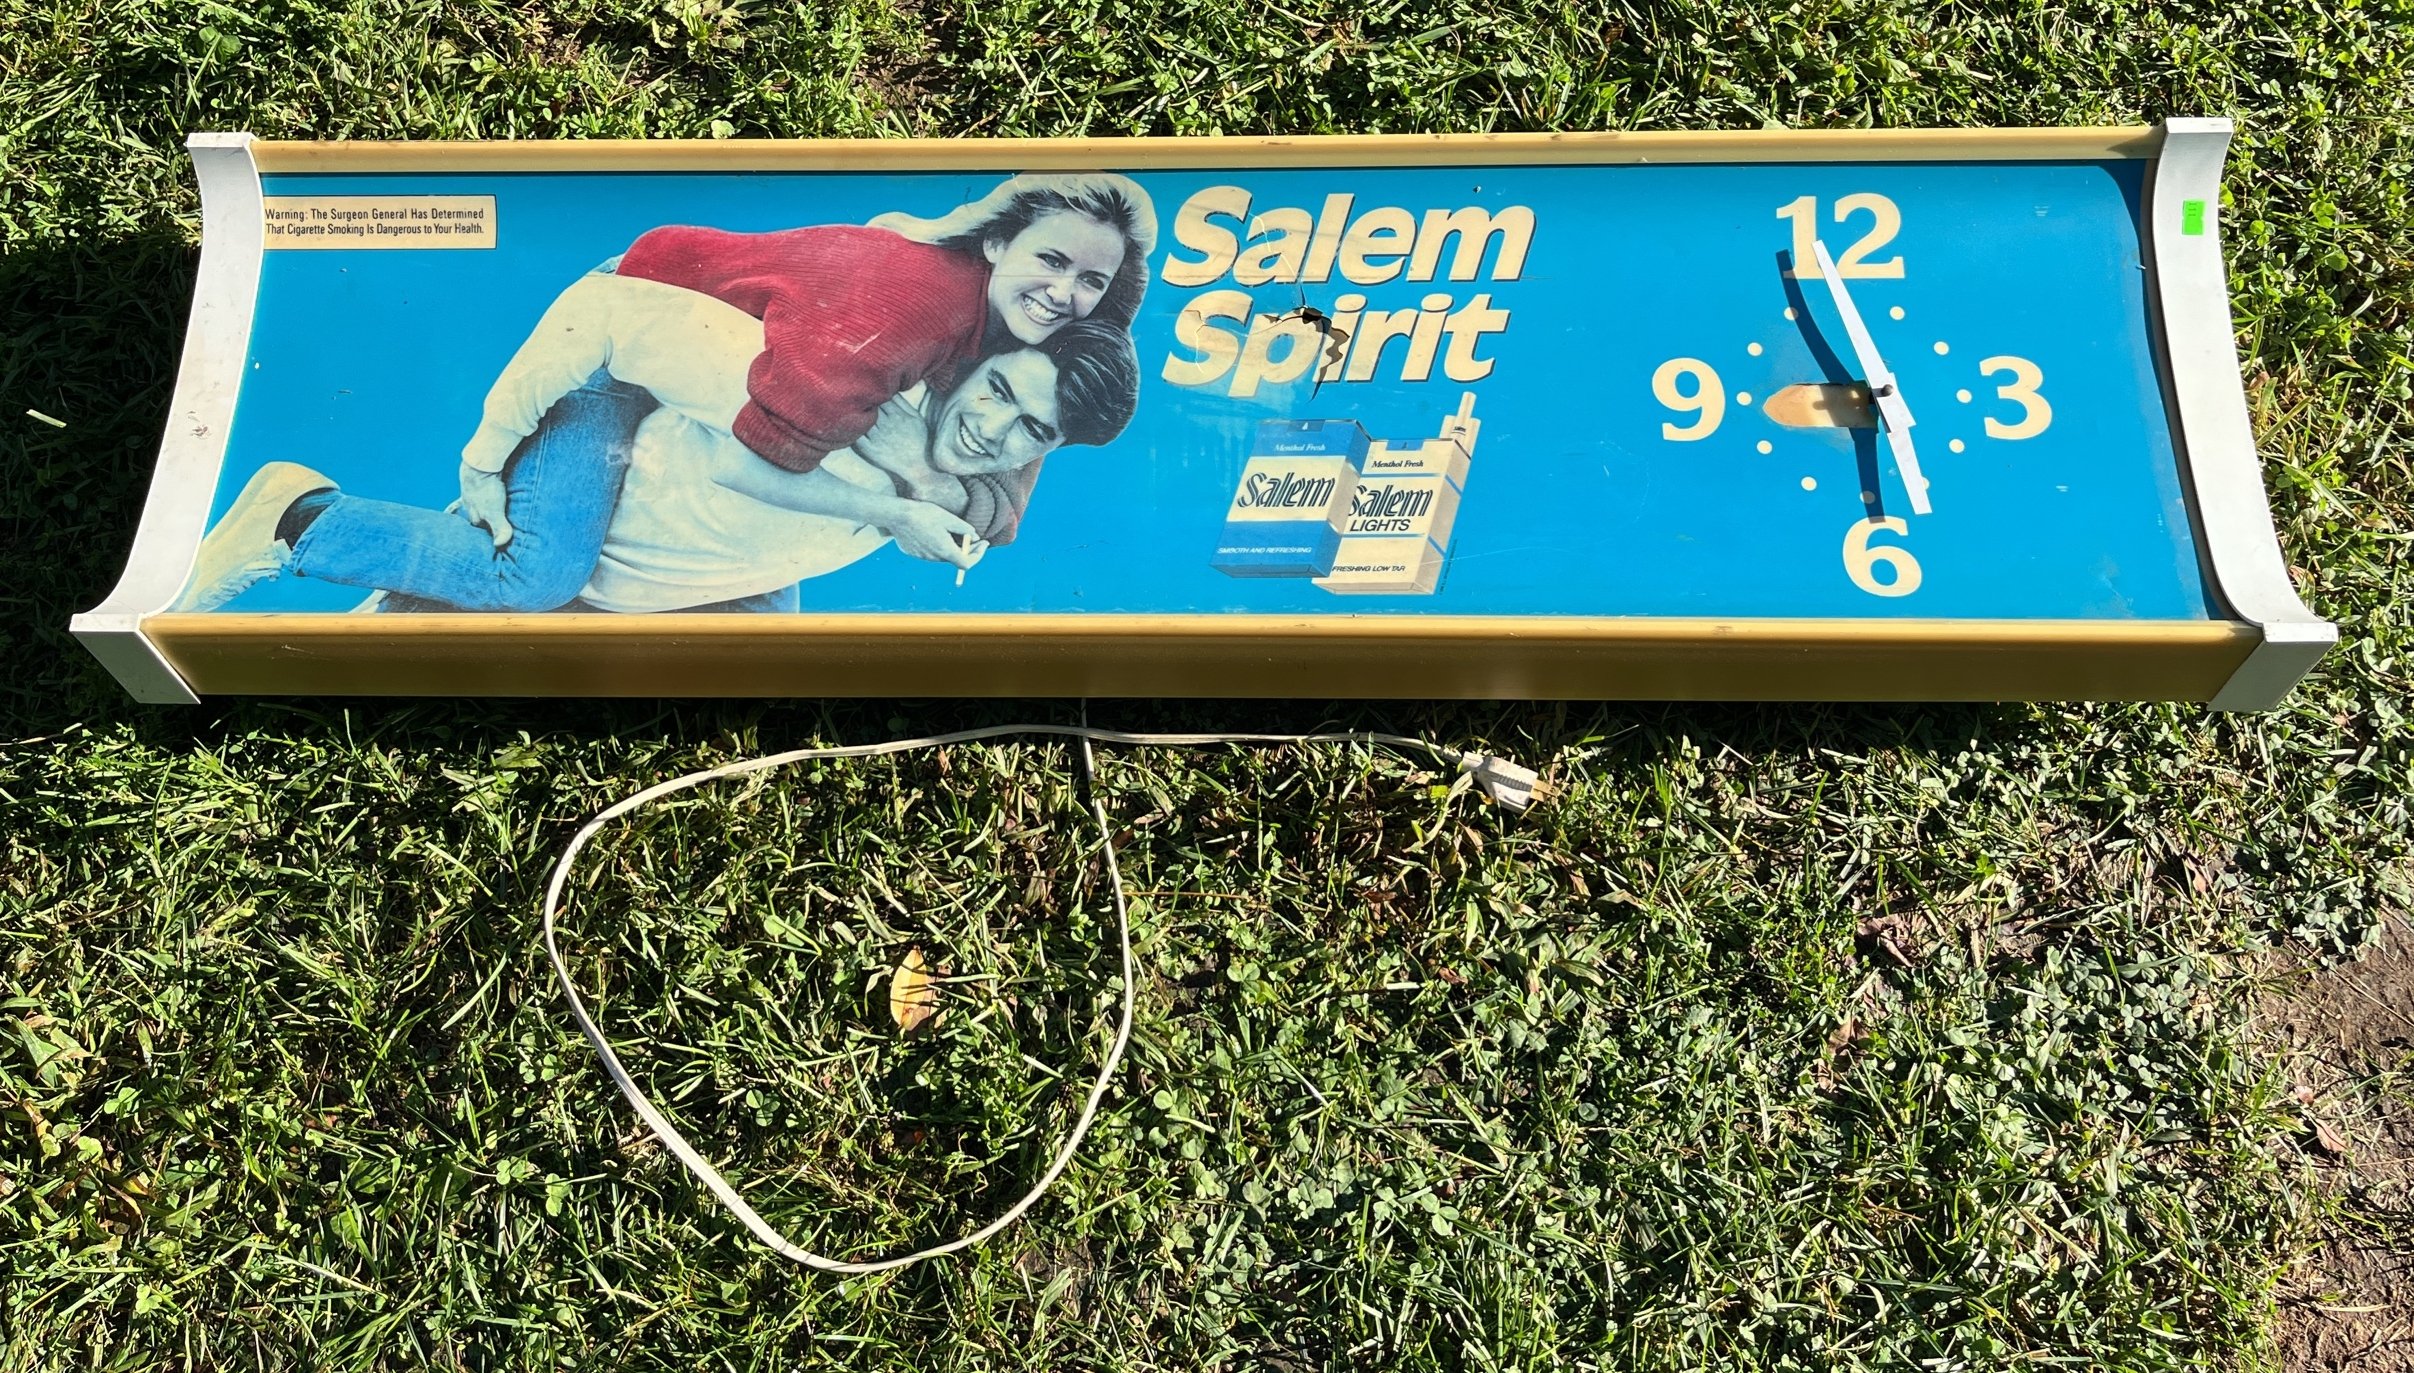 Warning: The Surgeon General Has Determined
That Cigarette Smoking Is Dangerous to Your Health.
Salem
Spirit
Menthol Fresh
Salem
SMOOTH AND REFRESHING
Menthol Fresh
Salem
LIGHTS
FRESHING LOW TAR
12
9
3
6